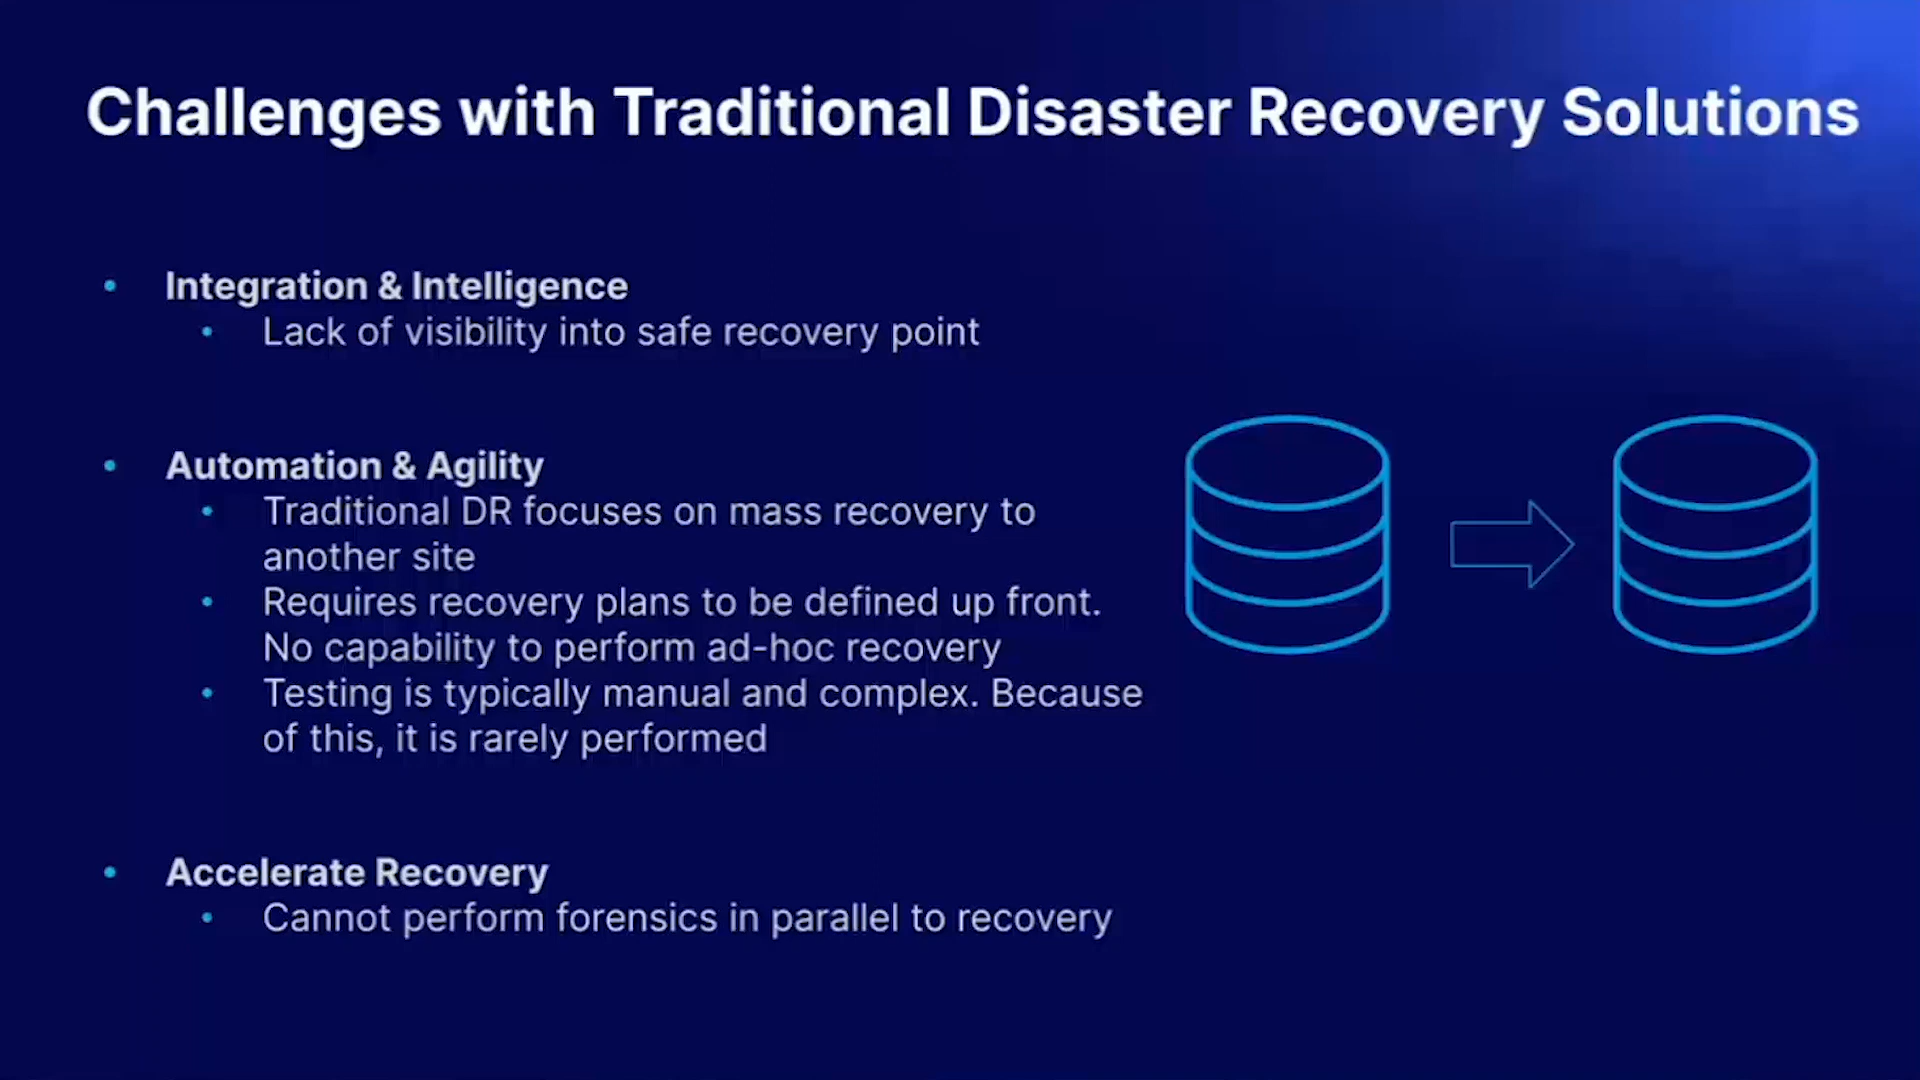 Challenges with Traditional Disaster Recovery Solutions
• Integration & Intelligence
• Lack of visibility into safe recovery point
• Automation & Agility
• Traditional DR focuses on mass recovery to
another site
• Requires recovery plans to be defined up front.
No capability to perform ad-hoc recovery
• Testing is typically manual and complex. Because
of this, it is rarely performed
• Accelerate Recovery
• Cannot perform forensics in parallel to recovery